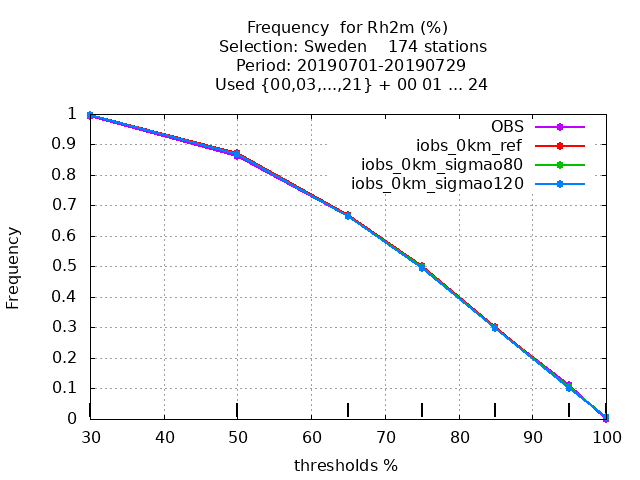 Frequency  for Rh2m (%)
Selection: Sweden    174 stations
Period: 20190701-20190729
Used {00,03,...,21} + 00 01 ... 24
OBS
iobs_0km_ref
iobs_0km_sigmao80
iobs_0km_sigmao120
1
0.9
0.8
0.7
0.6
0.5
0.4
0.3
0.2
0.1
0
Frequency
30 40 50 60 70 80 90 100
thresholds %